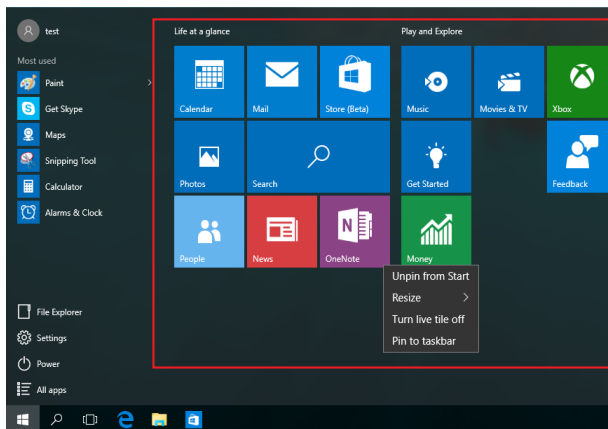 test
Most used
Paint
Get Skype
Maps
Snipping Tool
Calculator
Alarms & Clock
File Explorer
Settings
Power
All apps
Life at a glance
Calendar
Mail
Store (Beta)
Photos
Search
People
News
OneNote
Play and Explore
Music
Movies & TV
Xbox
Get Started
Feedback
Money
Unpin from Start
Resize
Turn live tile off
Pin to taskbar